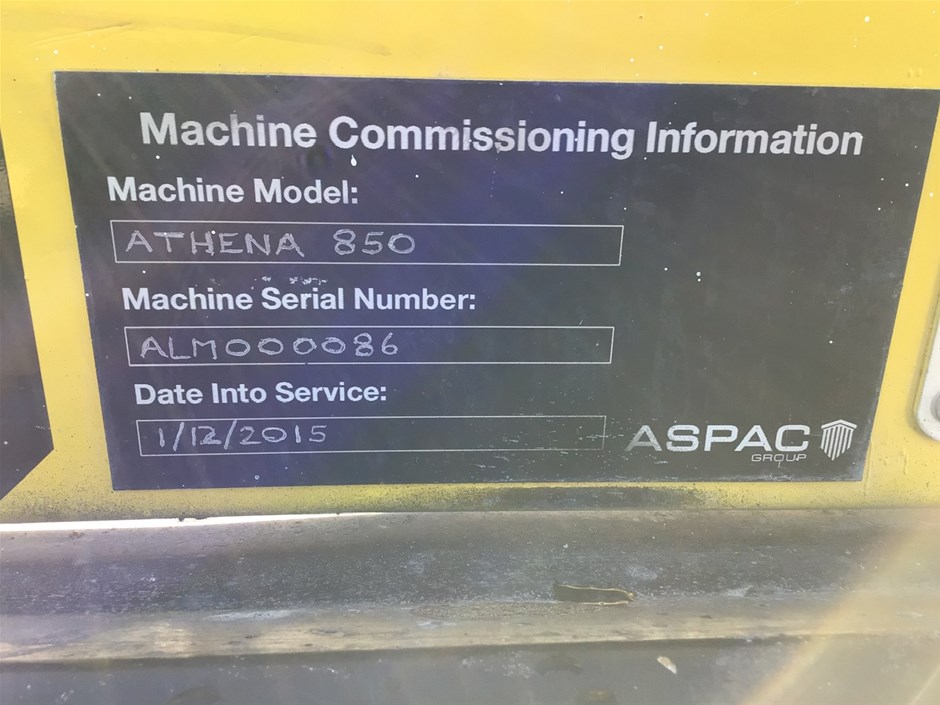 Machine Commissioning Information
Machine Model:
ATHENA 850
Machine Serial Number:
ALM000086
Date Into Service:
1/12/2015
ASPAC
GROUP